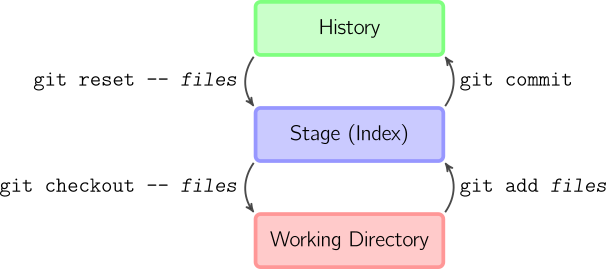 History
git reset -- files
git commit
Stage (Index)
git checkout -- files
git add files
Working Directory